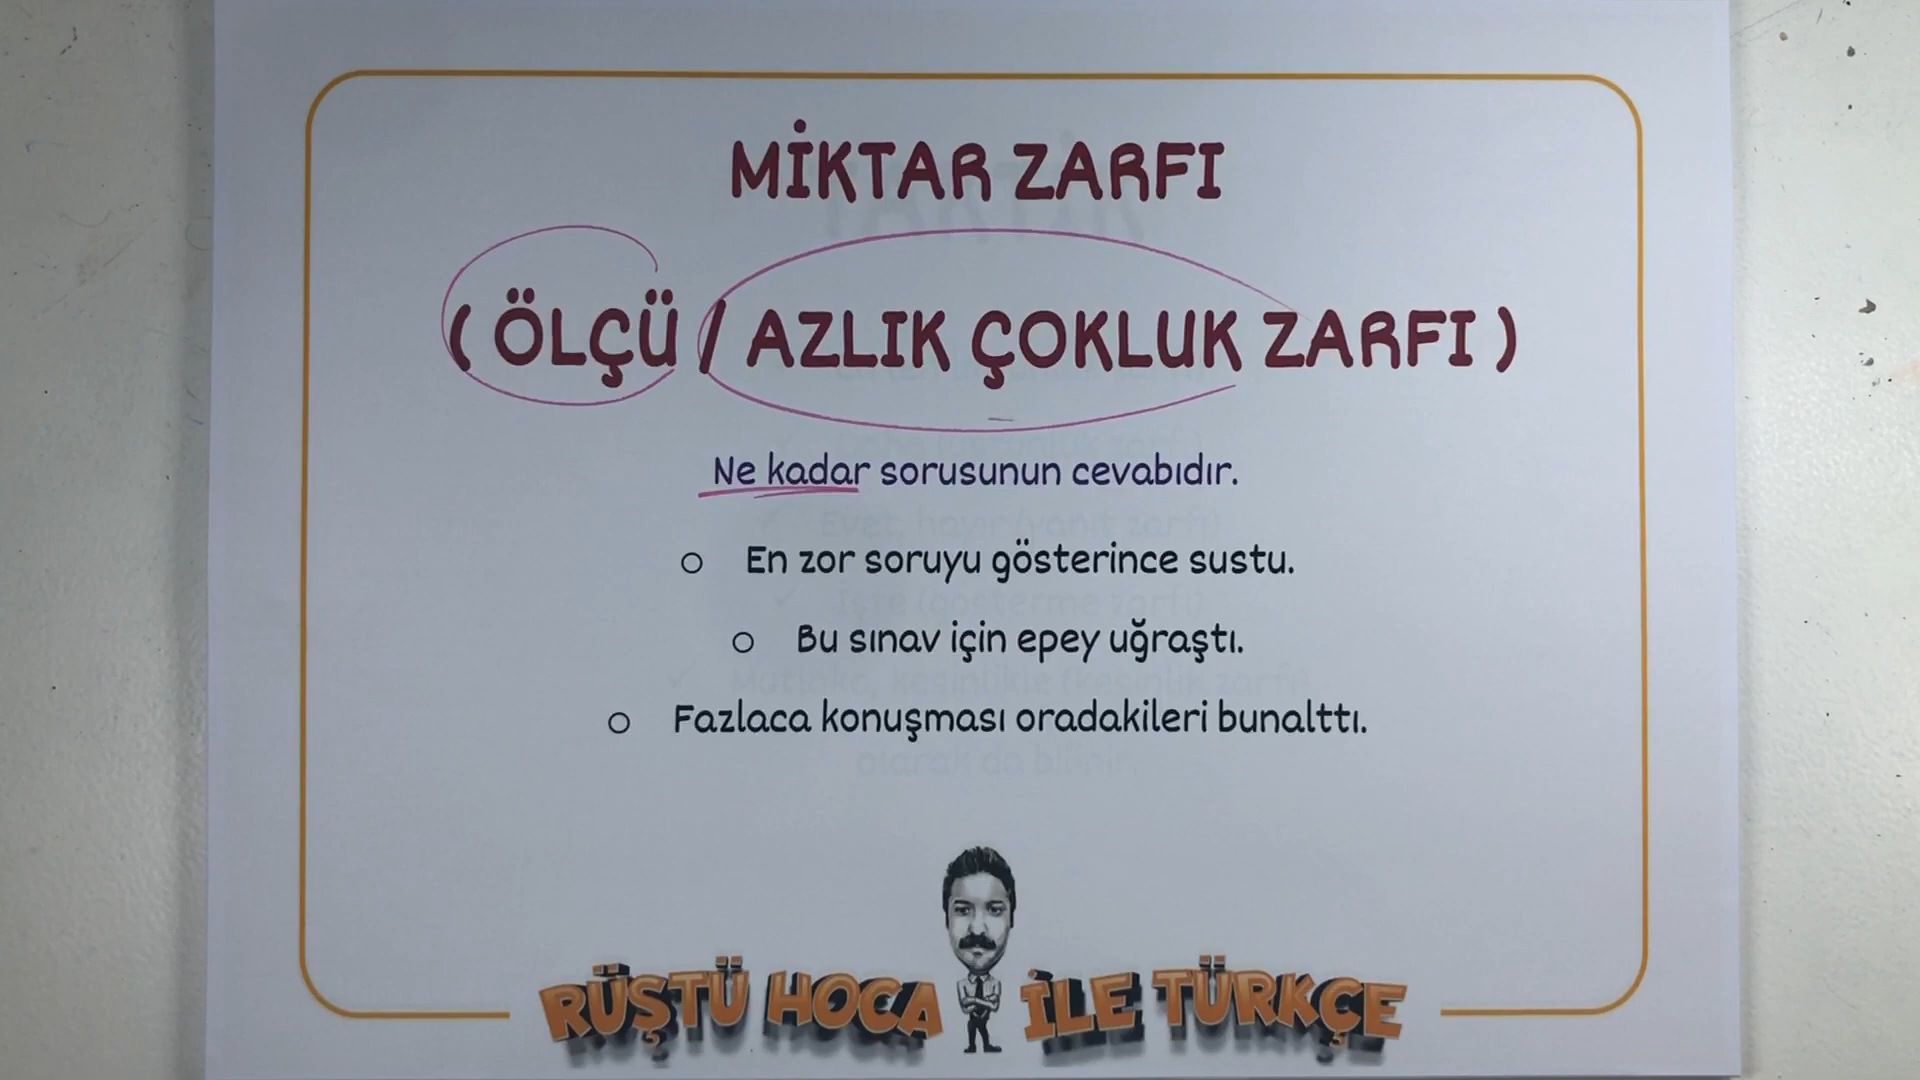 MİKTAR ZARFI
( ÖLÇÜ / AZLIK ÇOKLUK ZARFI )
Ne kadar sorusunun cevabıdır.
o En zor soruyu gösterince sustu.
o Bu sınav için epey uğraştı.
o Fazlaca konuşması oradakileri bunalttı.
RÜŞTÜ HOCA İLE TÜRKÇE